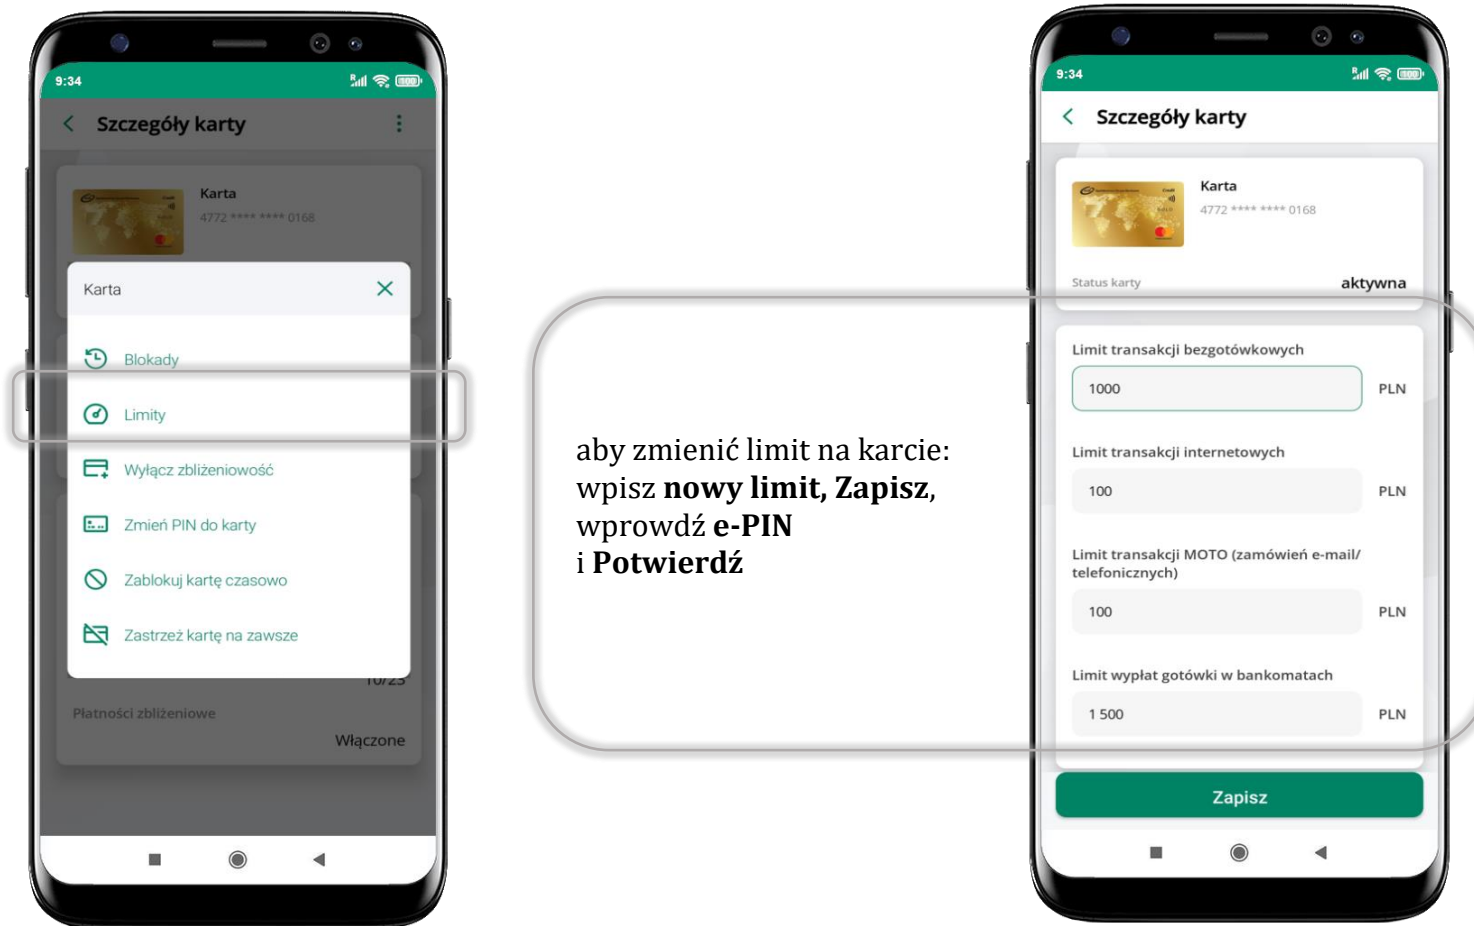 9:34
Szczegóły karty
Karta
4772 **** **** 0168
Karta
Blokady
Limity
Wyłącz zbliżeniowość
Zmień PIN do karty
Zablokuj kartę czasowo
Zastrzeż kartę na zawsze
10/23
Płatności zbliżeniowe
Włączone
aby zmienić limit na karcie:
wpisz nowy limit, Zapisz,
wprowdź e-PIN
i Potwierdź
9:34
Szczegóły karty
Karta
4772 **** **** 0168
Status karty aktywna
Limit transakcji bezgotówkowych
1000 PLN
Limit transakcji internetowych
100 PLN
Limit transakcji MOTO (zamówień e-mail/
telefonicznych)
100 PLN
Limit wypłat gotówki w bankomatach
1 500 PLN
Zapisz